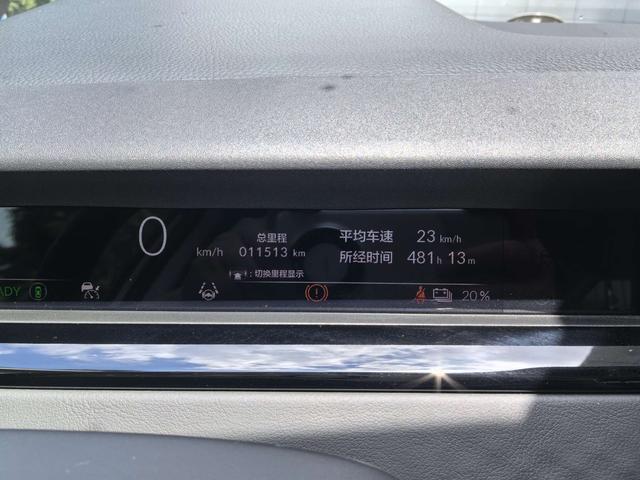 0 km/h
总里程
011513 km
:切换里程显示
平均车速 23 km/h
所经时间 481 h 13 m
ADY
20%